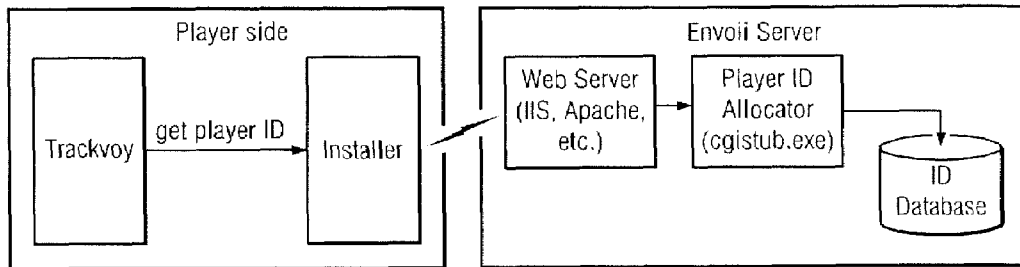 Player side
Trackvoy
get player ID
Installer
Envoii Server
Web Server
(IIS, Apache,
etc.)
Player ID
Allocator
(cgistub.exe)
ID
Database